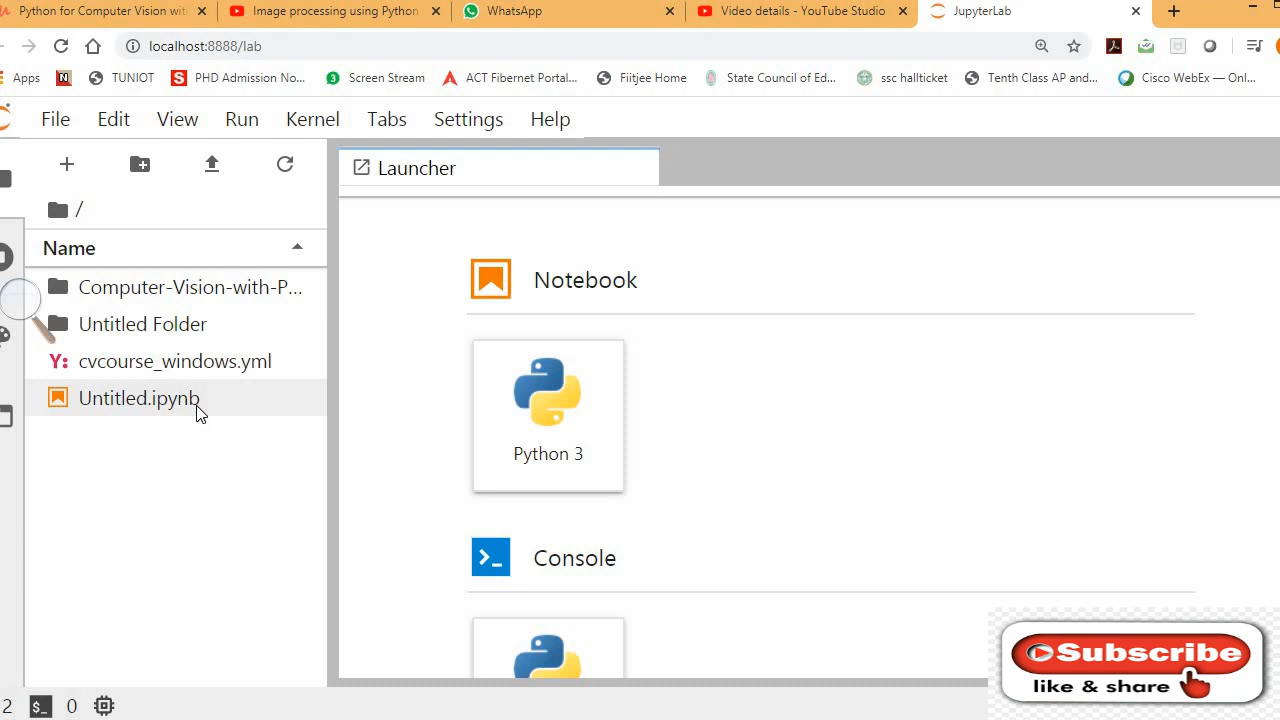 Python for Computer Vision wit
Image processing using Python
WhatsApp
Video details - YouTube Studio
JupyterLab
localhost:8888/lab
Apps
N
TUNIOT
S
PHD Admission No...
3
Screen Stream
ACT Fibernet Portal...
Fiitjee Home
State Council of Ed...
ssc hallticket
Tenth Class AP and...
Cisco WebEx — Onl...
File
Edit
View
Run
Kernel
Tabs
Settings
Help
Launcher
/
Name
Computer-Vision-with-P...
Untitled Folder
Y: cvcourse_windows.yml
Untitled.ipynb
Notebook
Python 3
>_ Console
Subscribe
like & share
2
$_
0